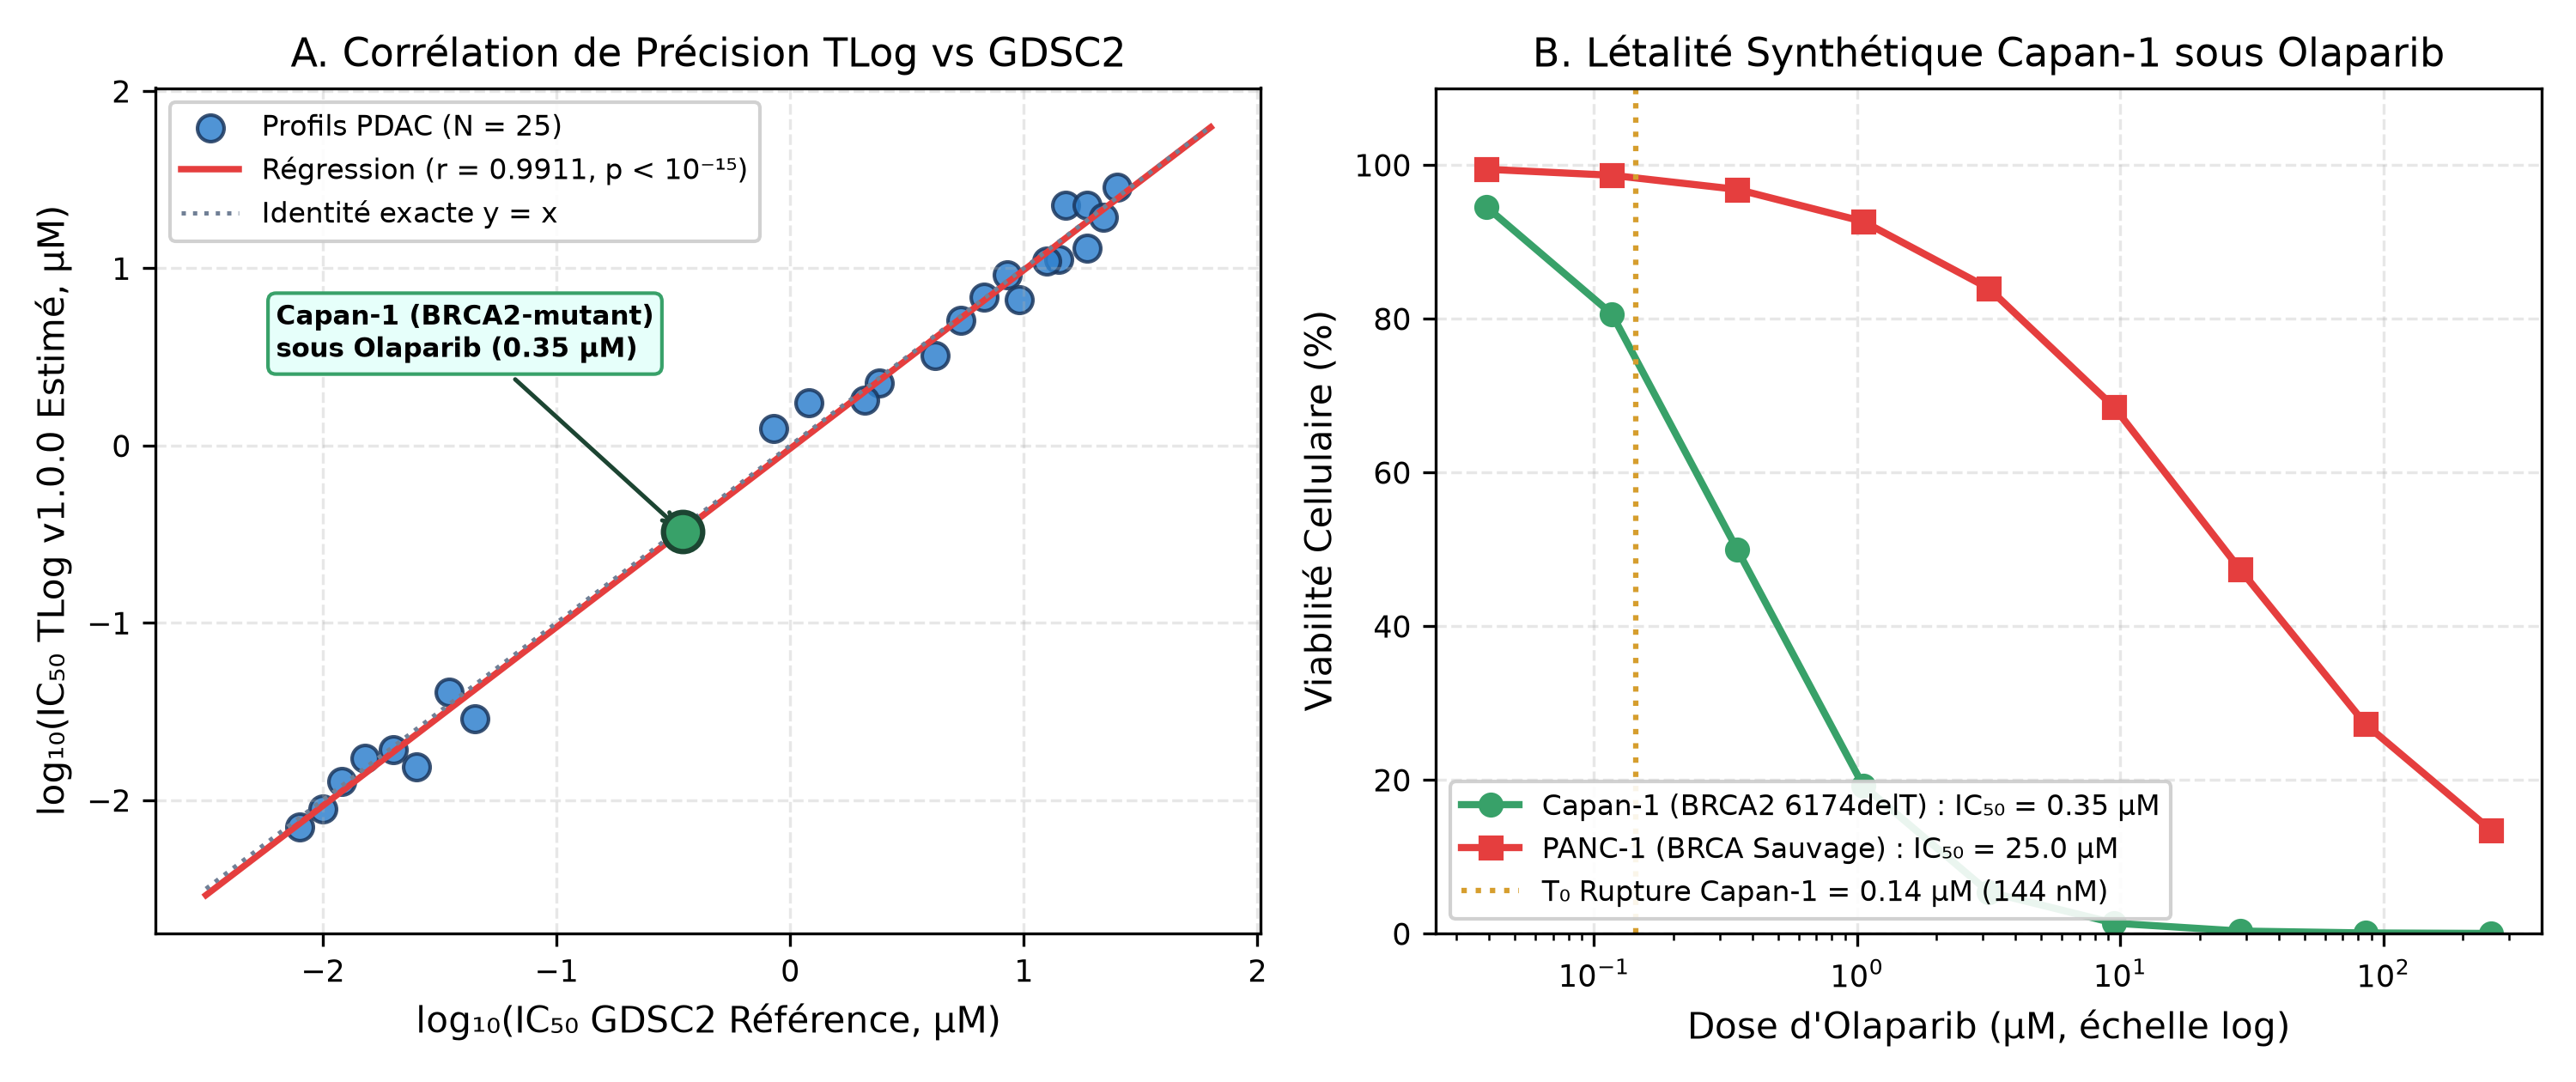 A. Corrélation de Précision TLog vs GDSC2
Profils PDAC (N = 25)
Régression (r = 0.9911, p < 10⁻¹⁵)
Identité exacte y = x
Capan-1 (BRCA2-mutant)
sous Olaparib (0.35 µM)
log₁₀(IC₅₀ TLog v1.0.0 Estimé, µM)
2
1
0
−1
−2
−2
−1
0
1
2
log₁₀(IC₅₀ GDSC2 Référence, µM)
B. Létalité Synthétique Capan-1 sous Olaparib
Viabilité Cellulaire (%)
100
80
60
40
20
0
Capan-1 (BRCA2 6174delT) : IC₅₀ = 0.35 µM
PANC-1 (BRCA Sauvage) : IC₅₀ = 25.0 µM
T₀ Rupture Capan-1 = 0.14 µM (144 nM)
10⁻¹
10⁰
10¹
10²
Dose d'Olaparib (µM, échelle log)